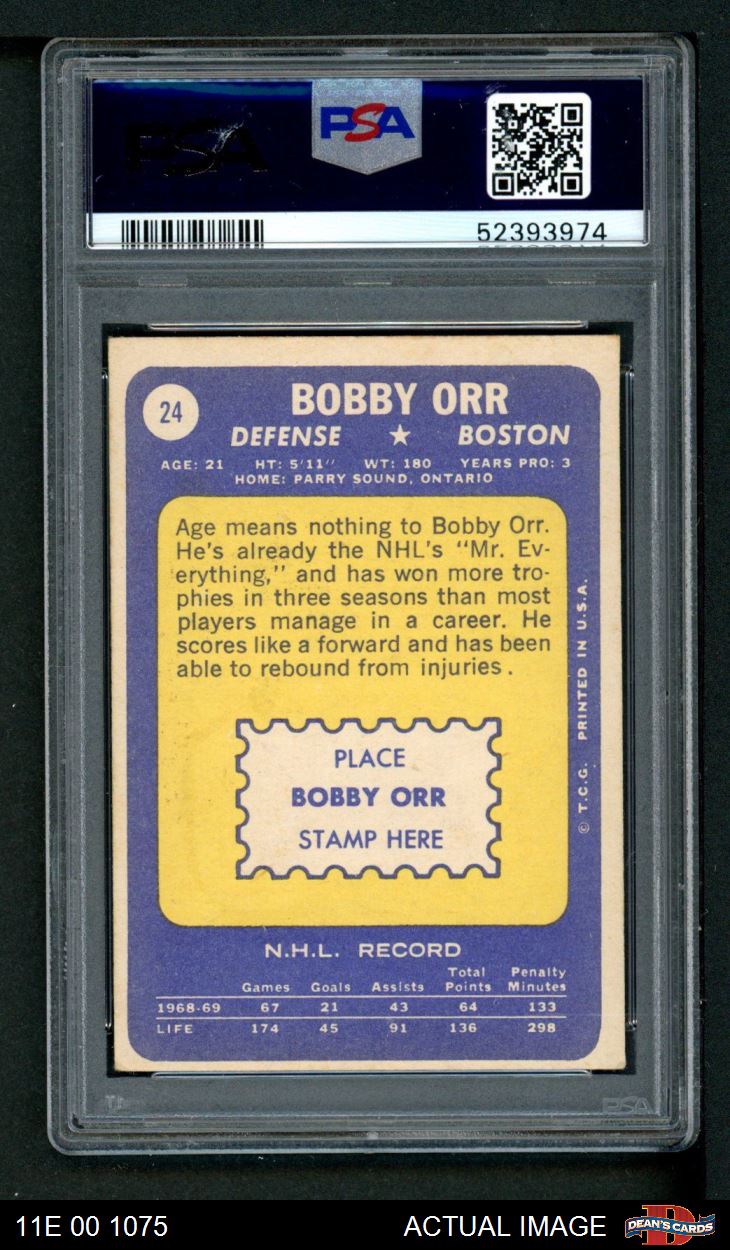 PSA
PSA
52393974
24
BOBBY ORR
DEFENSE ★ BOSTON
AGE: 21 HT: 5'11" WT: 180 YEARS PRO: 3
HOME: PARRY SOUND, ONTARIO
Age means nothing to Bobby Orr.
He's already the NHL's "Mr. Ev-
erything," and has won more tro-
phies in three seasons than most
players manage in a career. He
scores like a forward and has been
able to rebound from injuries.
PLACE
BOBBY ORR
STAMP HERE
© T.C.G. PRINTED IN U.S.A.
N.H.L. RECORD
Games Goals Assists Total Points Penalty Minutes
1968-69 67 21 43 64 133
LIFE 174 45 91 136 298
PSA
11E 00 1075 ACTUAL IMAGE DEAN'S CARDS